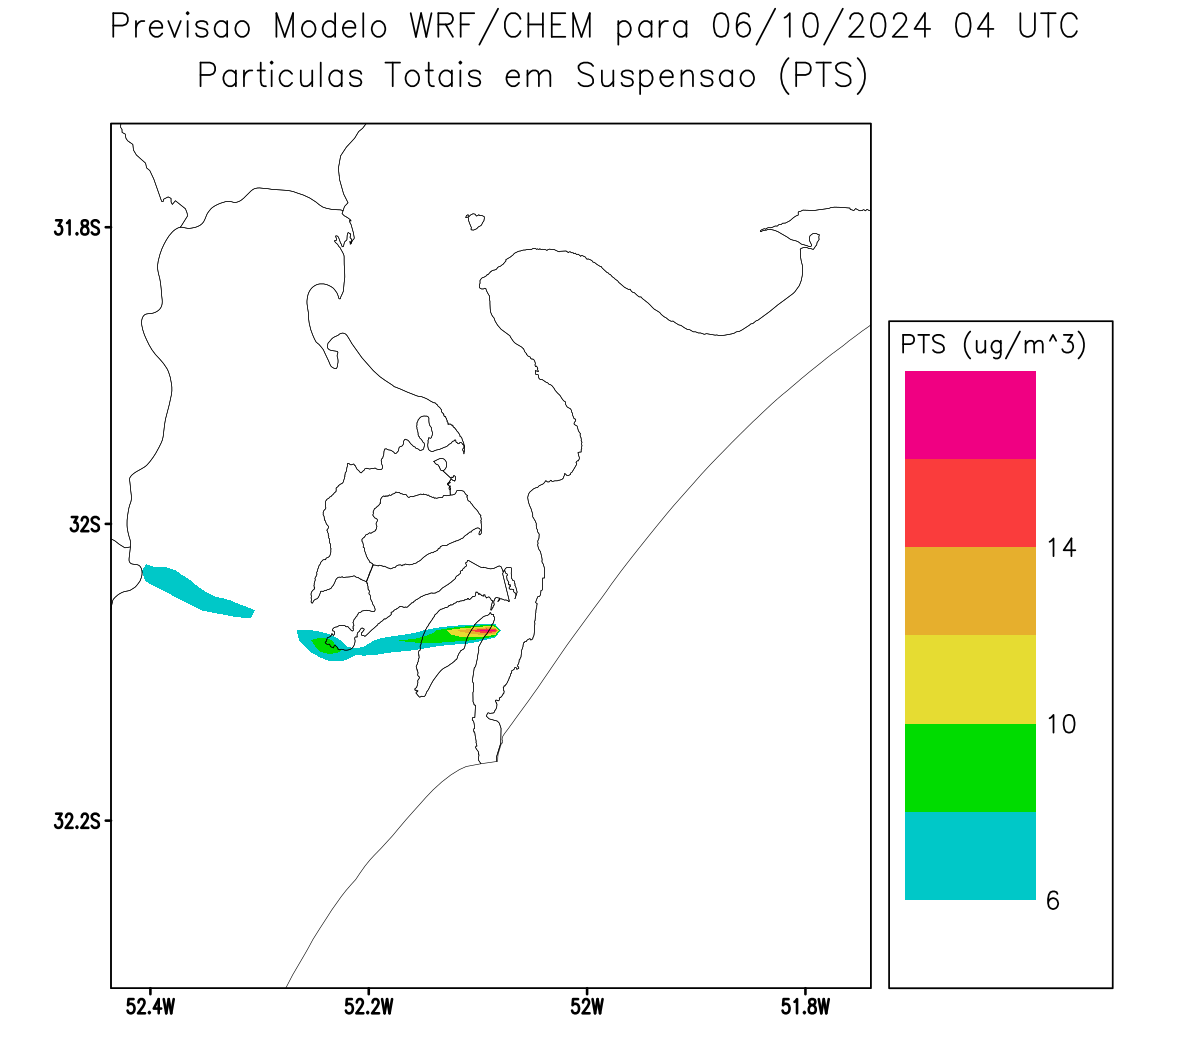 Previsao Modelo WRF/CHEM para 06/10/2024 04 UTC
Particulas Totais em Suspensao (PTS)
31.8S
32S
32.2S
52.4W 52.2W 52W 51.8W
PTS (ug/m^3)
14
10
6